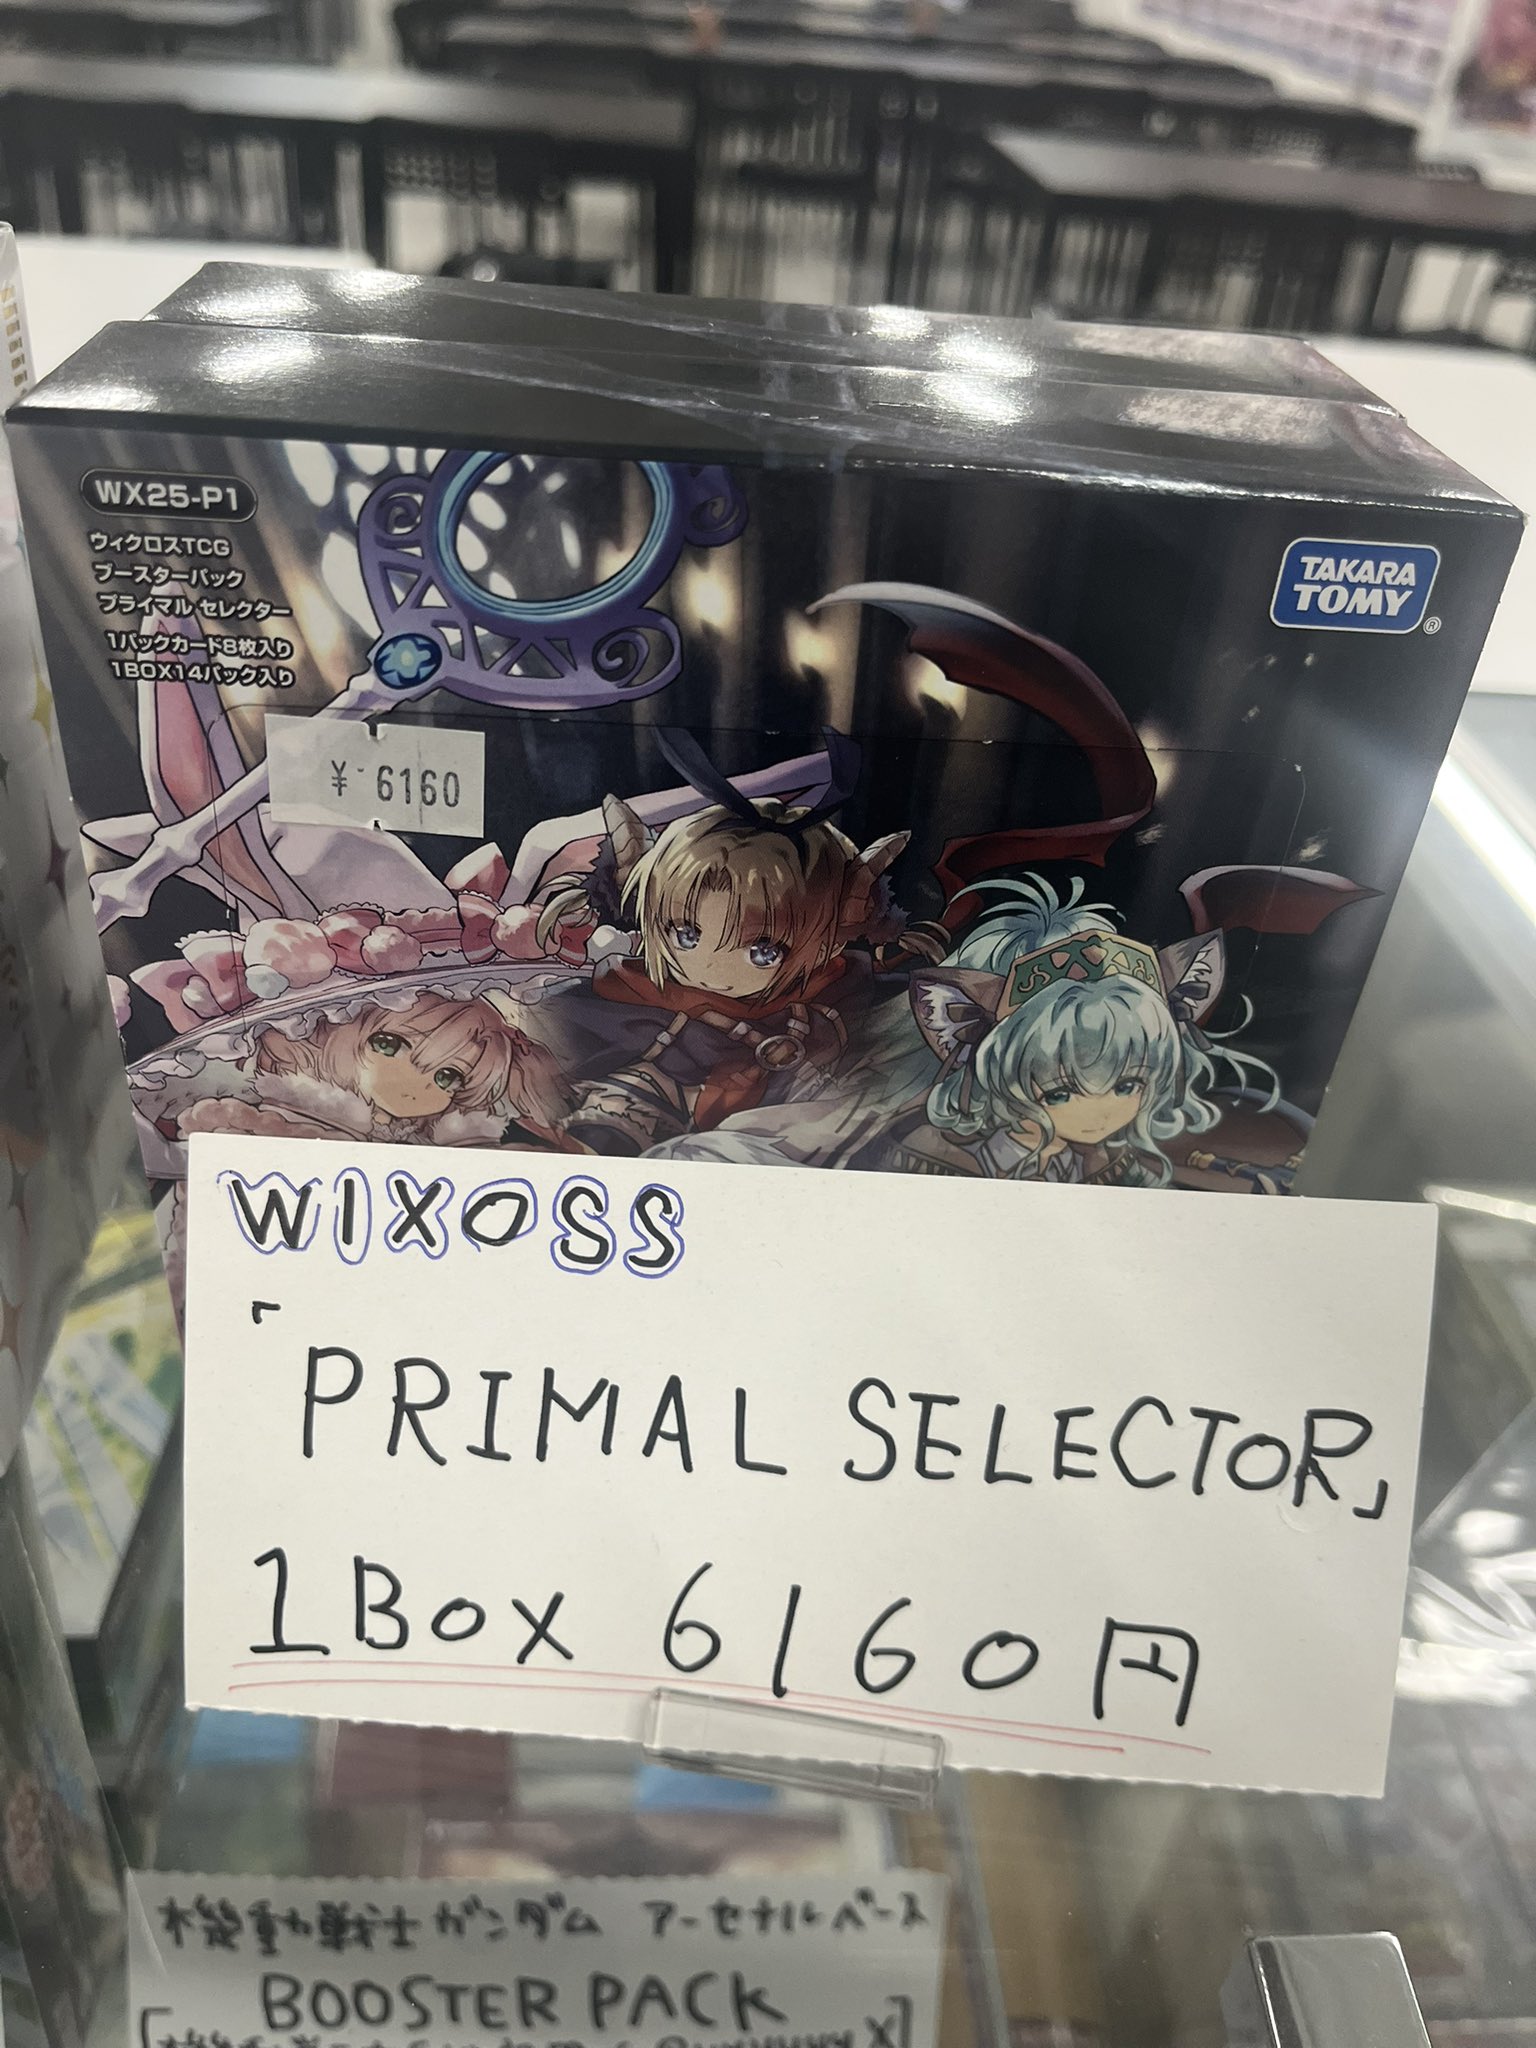 WX25-P1
ウィクロスTCG
ブースターパック
プライマル セレクター
1パックカード8枚入り
1BOX14パック入り
TAKARA
TOMY
®
¥ 6160
WIXOSS
「PRIMAL SELECTOR」
1Box 6160円
機動戦士ガンダム アーセナルベース
BOOSTER PACK